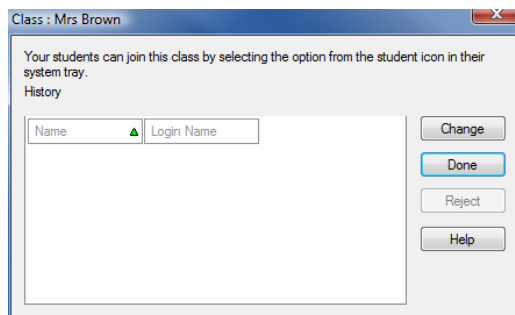 Class : Mrs Brown
Your students can join this class by selecting the option from the student icon in their
system tray.
History
Name Login Name
Change
Done
Reject
Help